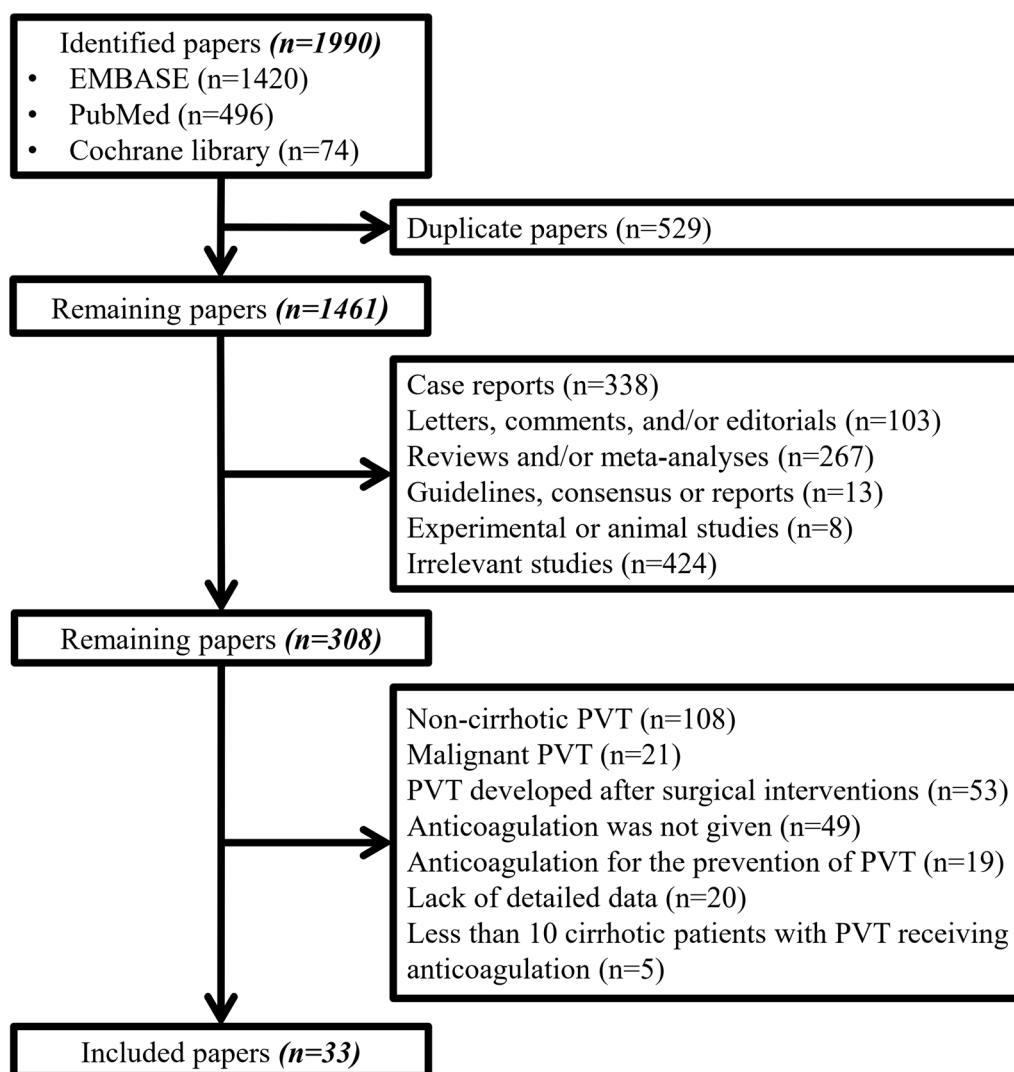 Identified papers (n=1990)
• EMBASE (n=1420)
• PubMed (n=496)
• Cochrane library (n=74)
Duplicate papers (n=529)
Remaining papers (n=1461)
Case reports (n=338)
Letters, comments, and/or editorials (n=103)
Reviews and/or meta-analyses (n=267)
Guidelines, consensus or reports (n=13)
Experimental or animal studies (n=8)
Irrelevant studies (n=424)
Remaining papers (n=308)
Non-cirrhotic PVT (n=108)
Malignant PVT (n=21)
PVT developed after surgical interventions (n=53)
Anticoagulation was not given (n=49)
Anticoagulation for the prevention of PVT (n=19)
Lack of detailed data (n=20)
Less than 10 cirrhotic patients with PVT receiving
anticoagulation (n=5)
Included papers (n=33)